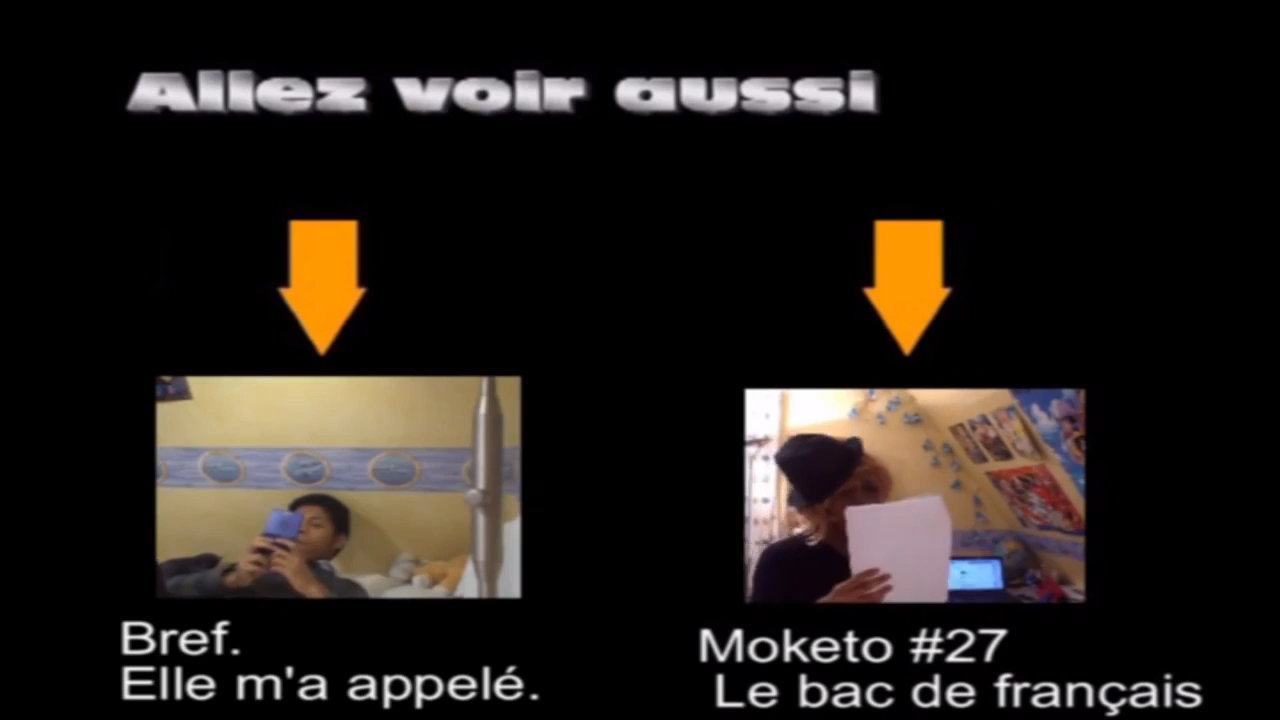 Allez voir aussi
Bref.
Elle m'a appelé.
Moketo #27
Le bac de français